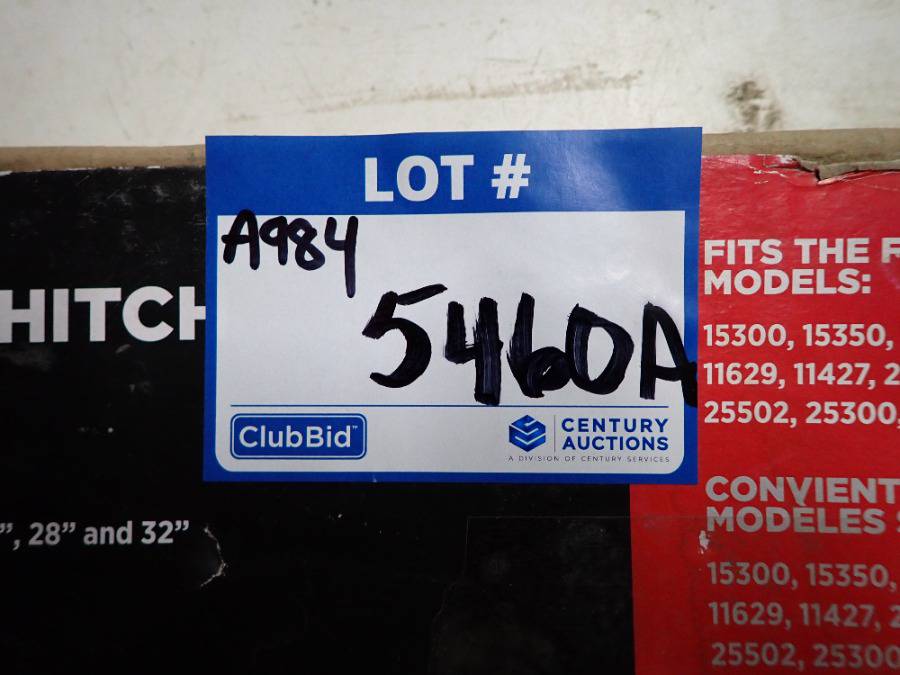 LOT #
A984
5460A
ClubBid™
CENTURY
AUCTIONS
A DIVISION OF CENTURY SERVICES
HITCH
”, 28” and 32”
FITS THE F
MODELS:
15300, 15350,
11629, 11427, 2
25502, 25300,
CONVIENT
MODÈLES S
15300, 15350,
11629, 11427, 2
25502, 25300